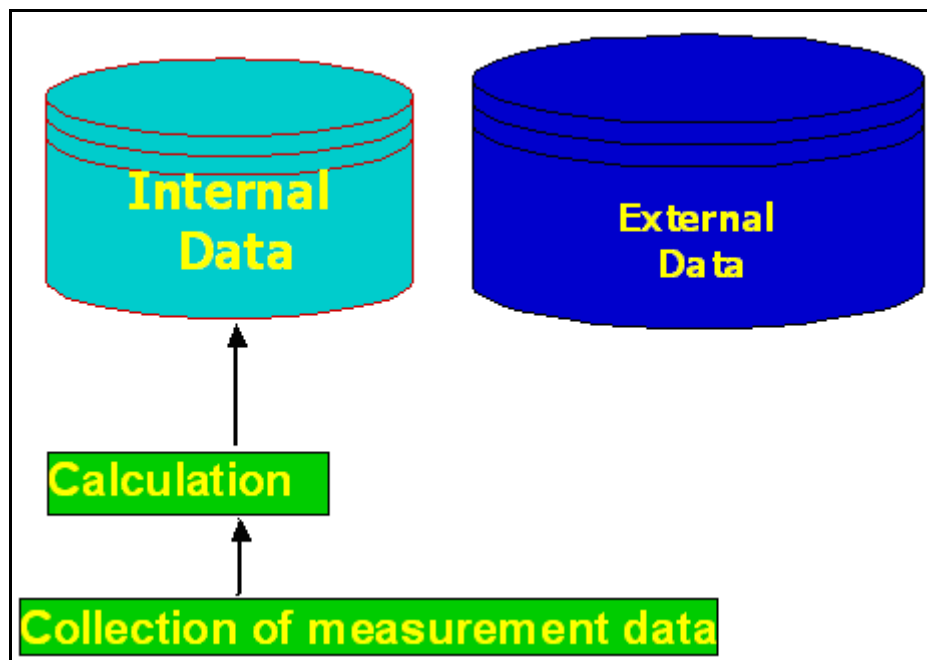 Internal
Data
External
Data
Calculation
Collection of measurement data